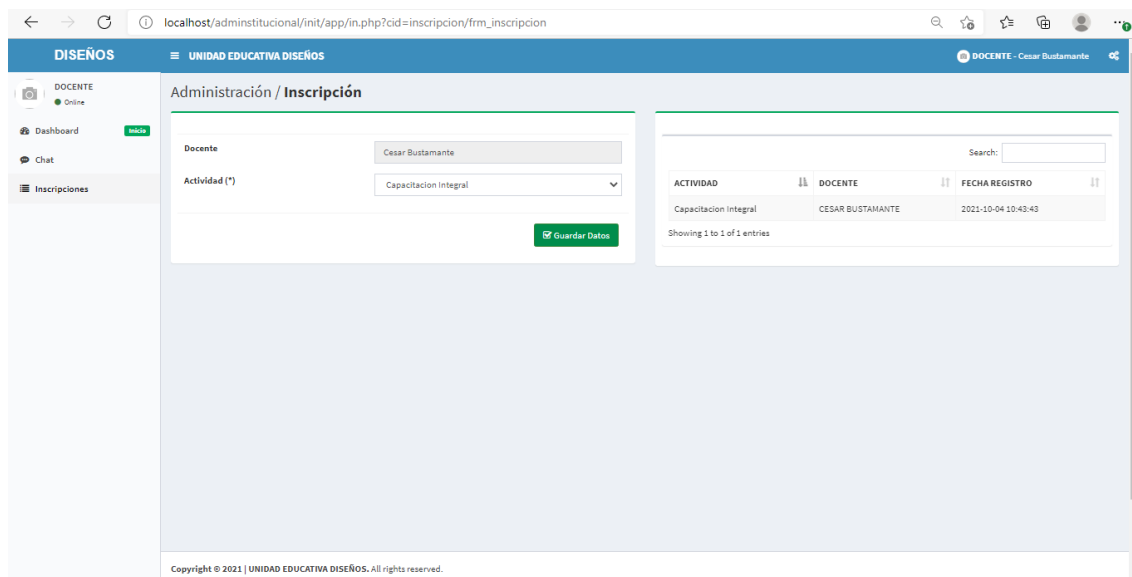 localhost/adminstitucional/init/app/in.php?cid=inscripcion/frm_inscripcion
DISEÑOS
UNIDAD EDUCATIVA DISEÑOS
DOCENTE - Cesar Bustamante
DOCENTE
Online
Dashboard Inicio
Chat
Inscripciones
Administración / Inscripción
Docente Cesar Bustamante
Actividad (*) Capacitacion Integral
Guardar Datos
Search:
ACTIVIDAD DOCENTE FECHA REGISTRO
Capacitacion Integral CESAR BUSTAMANTE 2021-10-04 10:43:43
Showing 1 to 1 of 1 entries
Copyright © 2021 | UNIDAD EDUCATIVA DISEÑOS. All rights reserved.